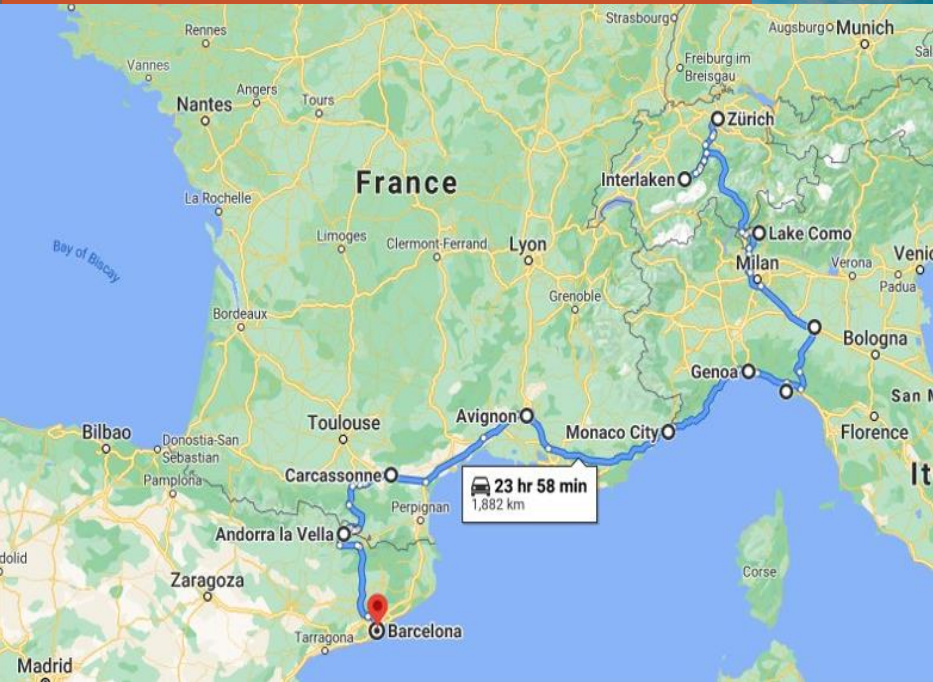 Strasbourg
Augsburg
Munich
Rennes
Freiburg im
Breisgau
Vannes
Angers
Tours
Nantes
Zürich
France
Interlaken
La Rochelle
Limoges
Clermont-Ferrand
Lyon
Lake Como
Bay of Biscay
Milan
Verona
Padua
Grenoble
Bordeaux
Bologna
Genoa
Avignon
Toulouse
Monaco City
Florence
Bilbao
Donostia-San
Sebastian
Pamplona
Carcassonne
23 hr 58 min
1,882 km
Perpignan
Andorra la Vella
Corse
Zaragoza
Barcelona
Tarragona
Madrid